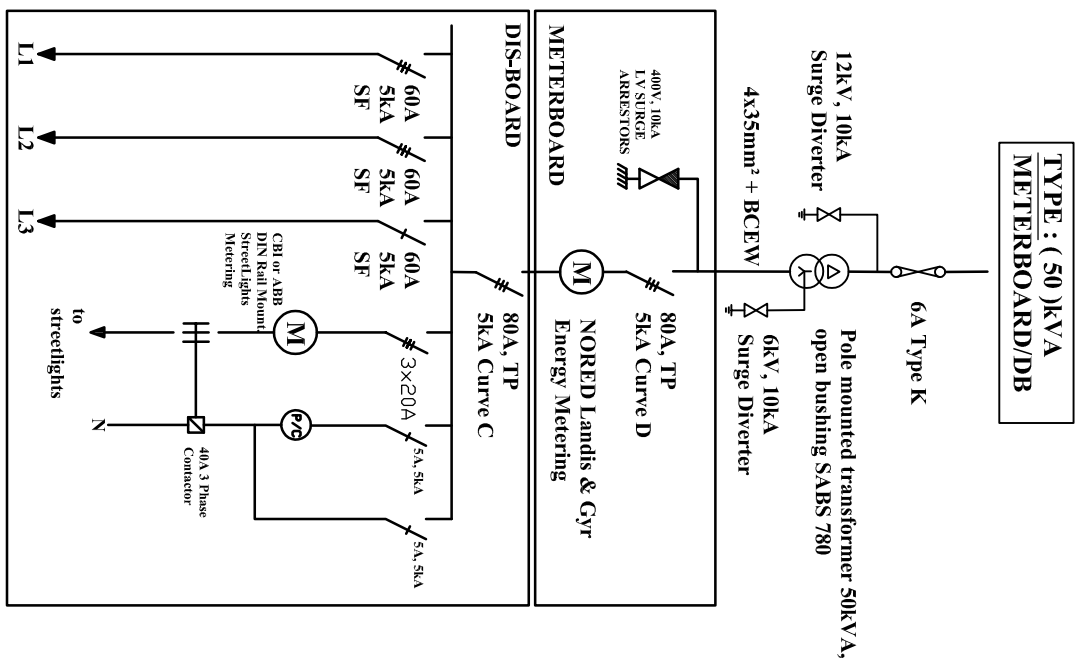 TYPE : ( 50 )kVA
METERBOARD/DB
6A Type K
12kV, 10kA
Surge Diverter
Pole mounted transformer 50kVA,
open bushing SABS 780
6kV, 10kA
Surge Diverter
4x35mm² + BCEW
METERBOARD
400V, 10kA
LV SURGE
ARRESTORS
80A, TP
5kA Curve D
M
NORED Landis & Gyr
Energy Metering
DIS-BOARD
80A, TP
5kA Curve C
60A
5kA
SF
60A
5kA
SF
60A
5kA
SF
3x20A
5A, 5kA
5A, 5kA
CBI or ABB
DIN Rail Mount.
StreetLights
Metering
M
P/C
40A 3 Phase
Contactor
L1
L2
L3
to
streetlights
N